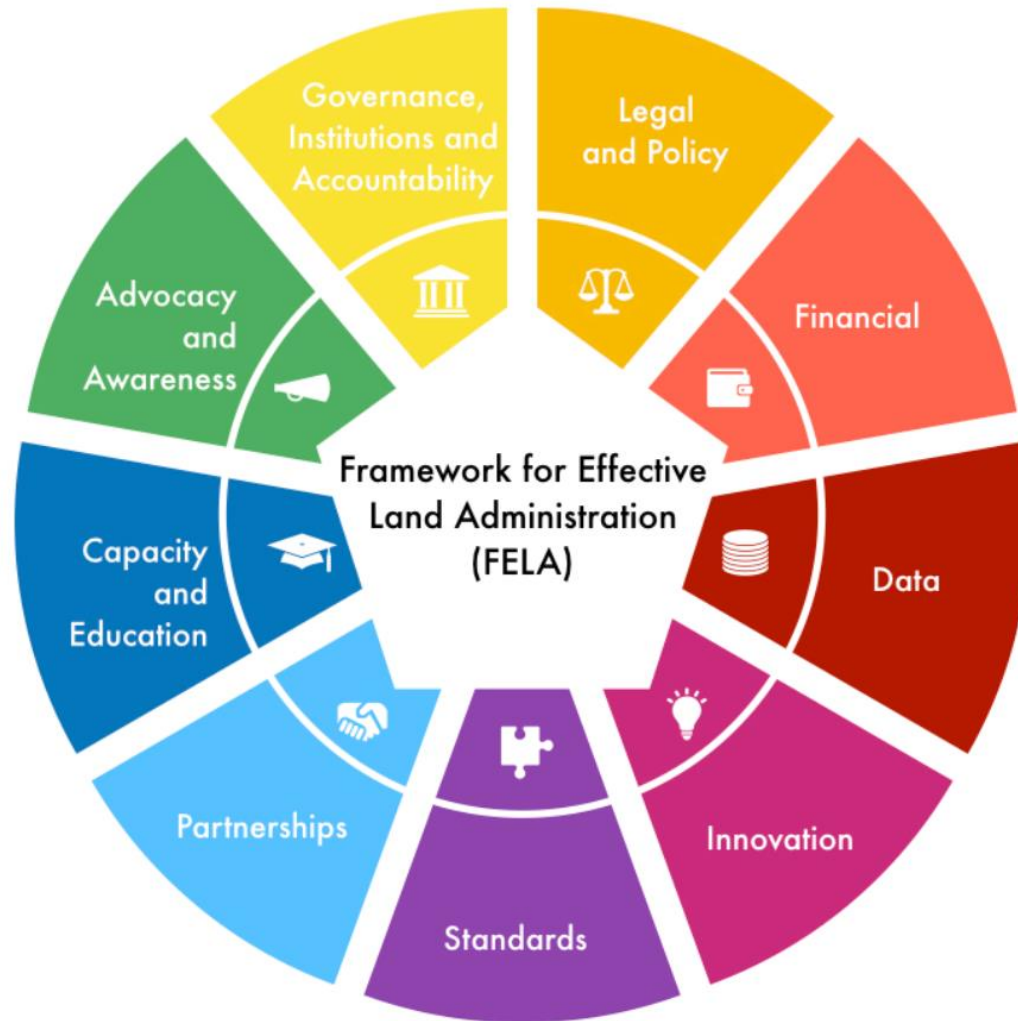 Governance,
Institutions and
Accountability
Legal
and Policy
Financial
Data
Innovation
Standards
Partnerships
Capacity
and
Education
Advocacy
and
Awareness
Framework for Effective
Land Administration
(FELA)